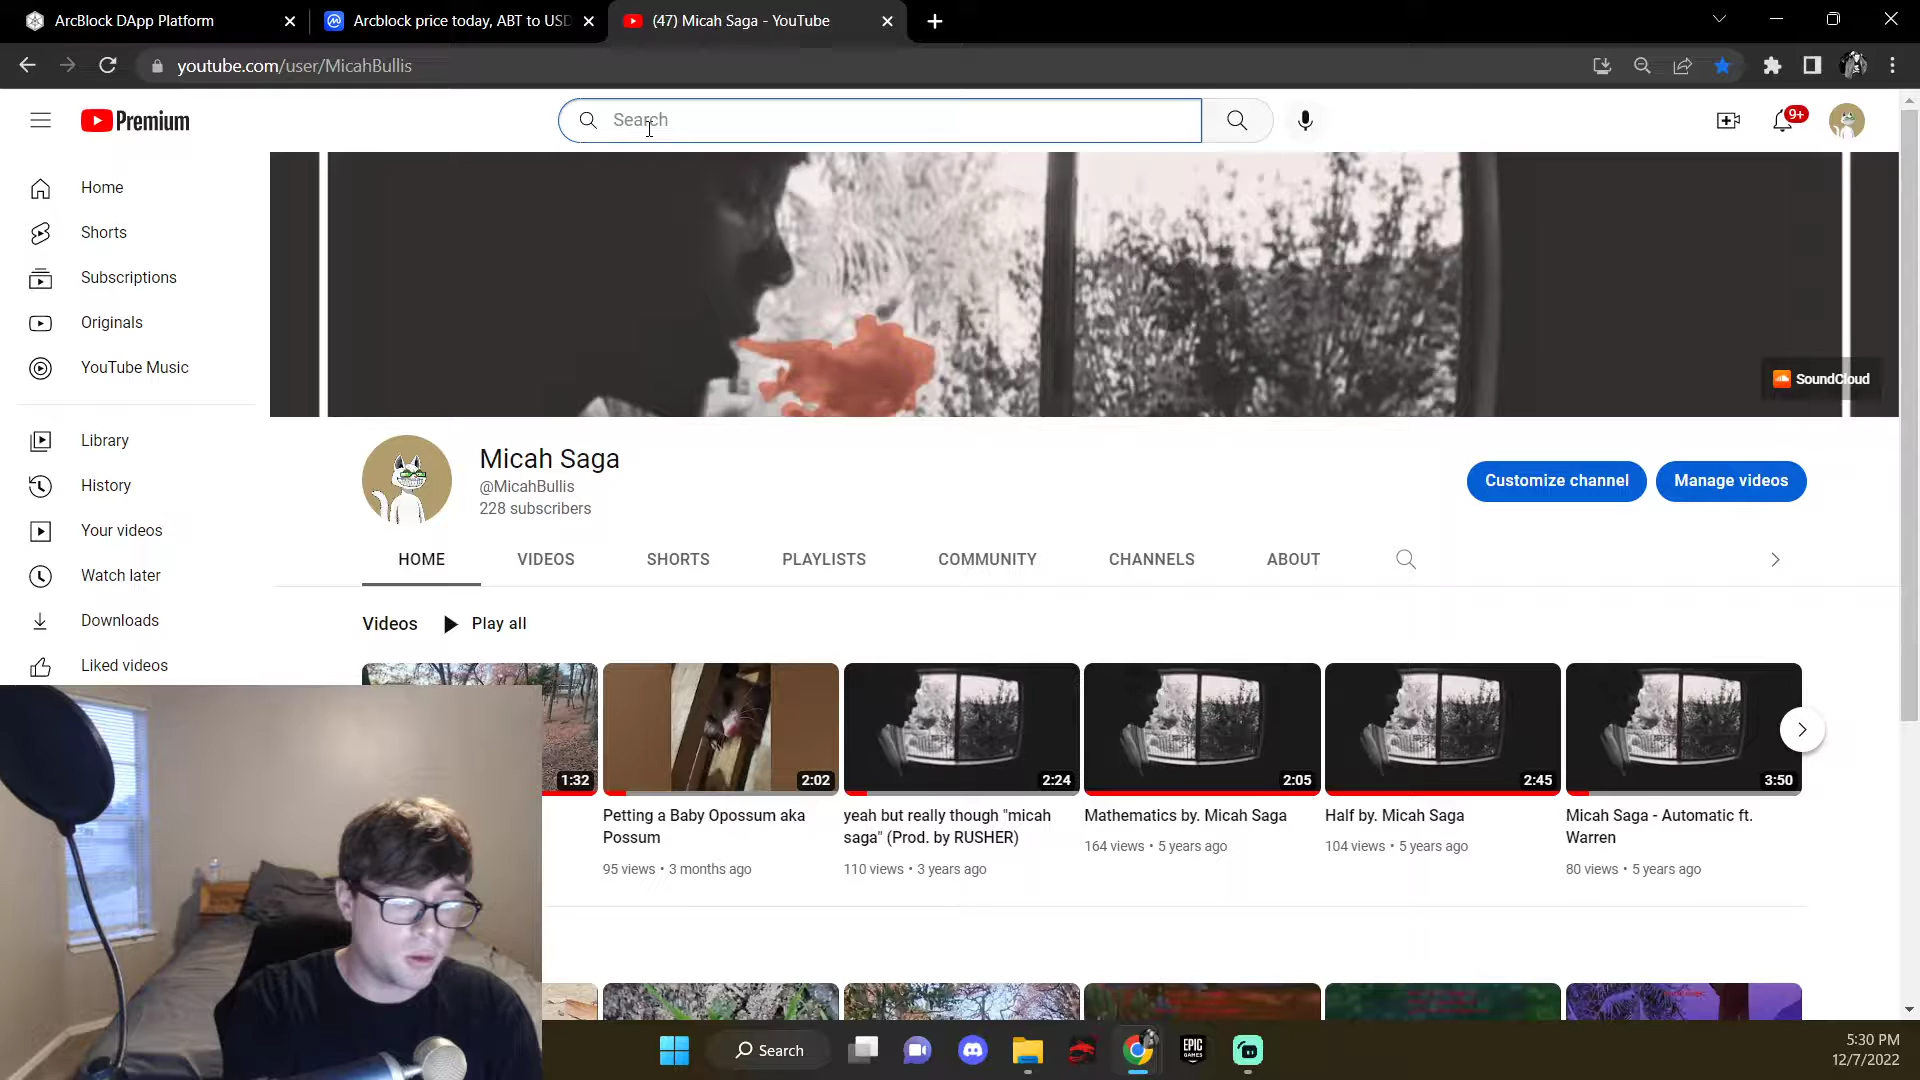 ArcBlock DApp Platform
Arcblock price today, ABT to USD
(47) Micah Saga - YouTube
youtube.com/user/MicahBullis
Premium
Search
9+
Home
Shorts
Subscriptions
Originals
YouTube Music
Library
History
Your videos
Watch later
Downloads
Liked videos
SoundCloud
Micah Saga
@MicahBullis
228 subscribers
Customize channel
Manage videos
HOME
VIDEOS
SHORTS
PLAYLISTS
COMMUNITY
CHANNELS
ABOUT
Videos
Play all
1:32
2:02
2:24
2:05
2:45
3:50
Petting a Baby Opossum aka
Possum
95 views • 3 months ago
yeah but really though "micah
saga" (Prod. by RUSHER)
110 views • 3 years ago
Mathematics by. Micah Saga
164 views • 5 years ago
Half by. Micah Saga
104 views • 5 years ago
Micah Saga - Automatic ft.
Warren
80 views • 5 years ago
Search
EPIC
GAMES
5:30 PM
12/7/2022